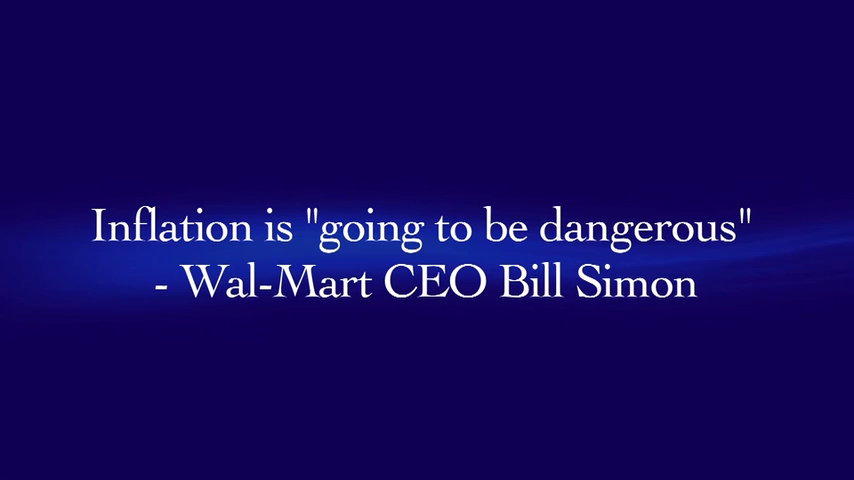 Inflation is "going to be dangerous"
- Wal-Mart CEO Bill Simon